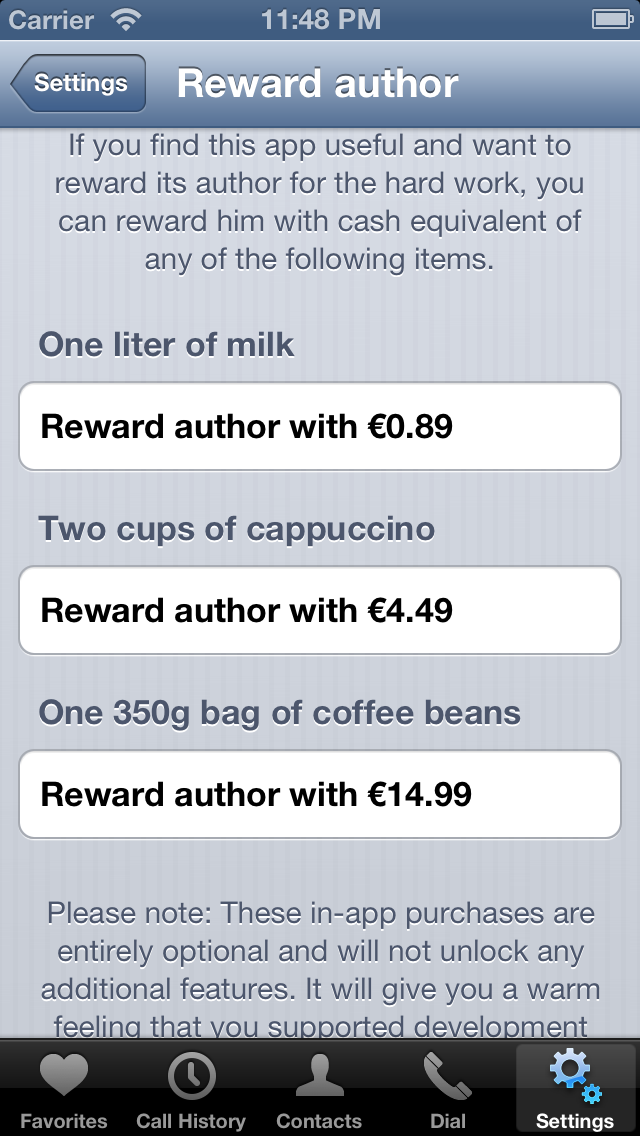 Carrier 11:48 PM
Settings Reward author
If you find this app useful and want to
reward its author for the hard work, you
can reward him with cash equivalent of
any of the following items.
One liter of milk
Reward author with €0.89
Two cups of cappuccino
Reward author with €4.49
One 350g bag of coffee beans
Reward author with €14.99
Please note: These in-app purchases are
entirely optional and will not unlock any
additional features. It will give you a warm
feeling that you supported development
Favorites Call History Contacts Dial Settings